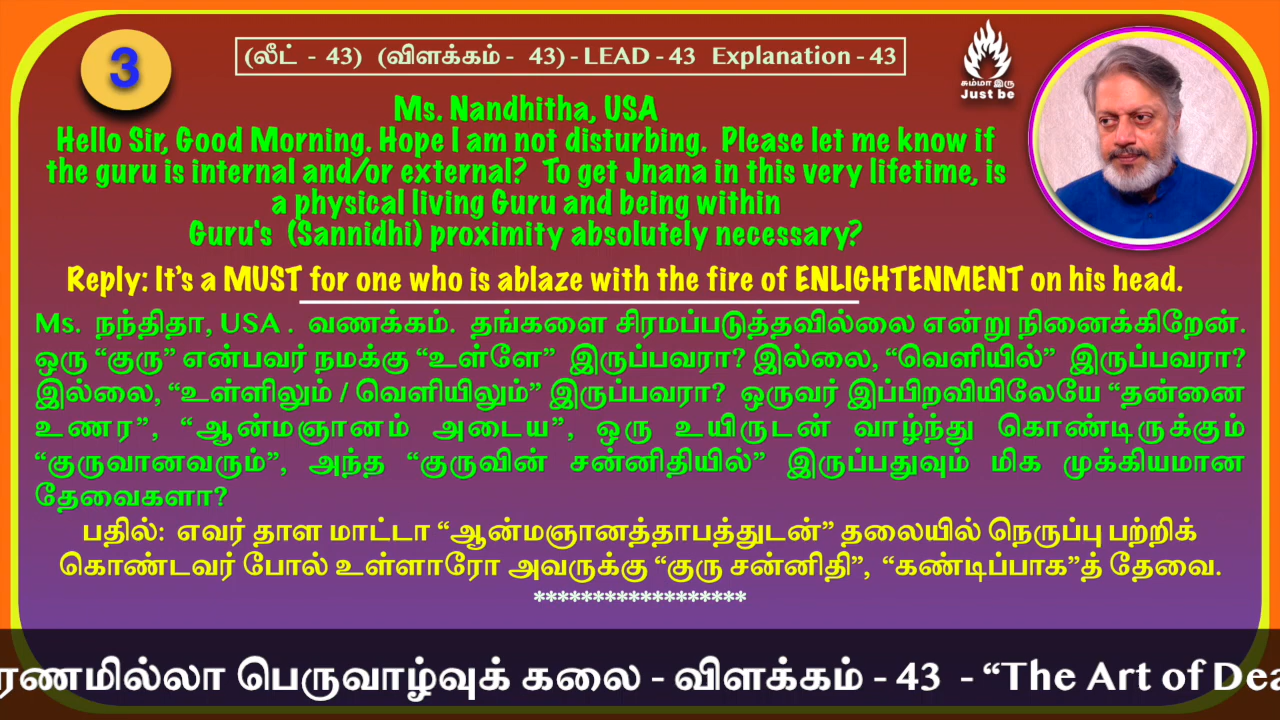 3
(லீட் - 43) (விளக்கம் - 43) - LEAD - 43 Explanation - 43
சும்மா இரு
Just be
Ms. Nandhitha, USA
Hello Sir, Good Morning. Hope I am not disturbing. Please let me know if
the guru is internal and/or external? To get Jnana in this very lifetime, is
a physical living Guru and being within
Guru's (Sannidhi) proximity absolutely necessary?
Reply: It's a MUST for one who is ablaze with the fire of ENLIGHTENMENT on his head.
Ms. நந்திதா, USA . வணக்கம். தங்களை சிரமப்படுத்தவில்லை என்று நினைக்கிறேன்.
ஒரு “குரு” என்பவர் நமக்கு “உள்ளே” இருப்பவரா? இல்லை, “வெளியில்” இருப்பவரா?
இல்லை, “உள்ளிலும் / வெளியிலும்” இருப்பவரா? ஒருவர் இப்பிறவியிலேயே “தன்னை
உணர”, “ஆன்மஞானம் அடைய”, ஒரு உயிருடன் வாழ்ந்து கொண்டிருக்கும்
“குருவானவரும்”, அந்த “குருவின் சன்னிதியில்” இருப்பதுவும் மிக முக்கியமான
தேவைகளா?
பதில்: எவர் தாள மாட்டா “ஆன்மஞானத்தாபத்துடன்” தலையில் நெருப்பு பற்றிக்
கொண்டவர் போல் உள்ளாரோ அவருக்கு “குரு சன்னிதி”, “கண்டிப்பாக”த் தேவை.
******************
ரணமில்லா பெருவாழ்வுக் கலை - விளக்கம் - 43 - “The Art of Dea